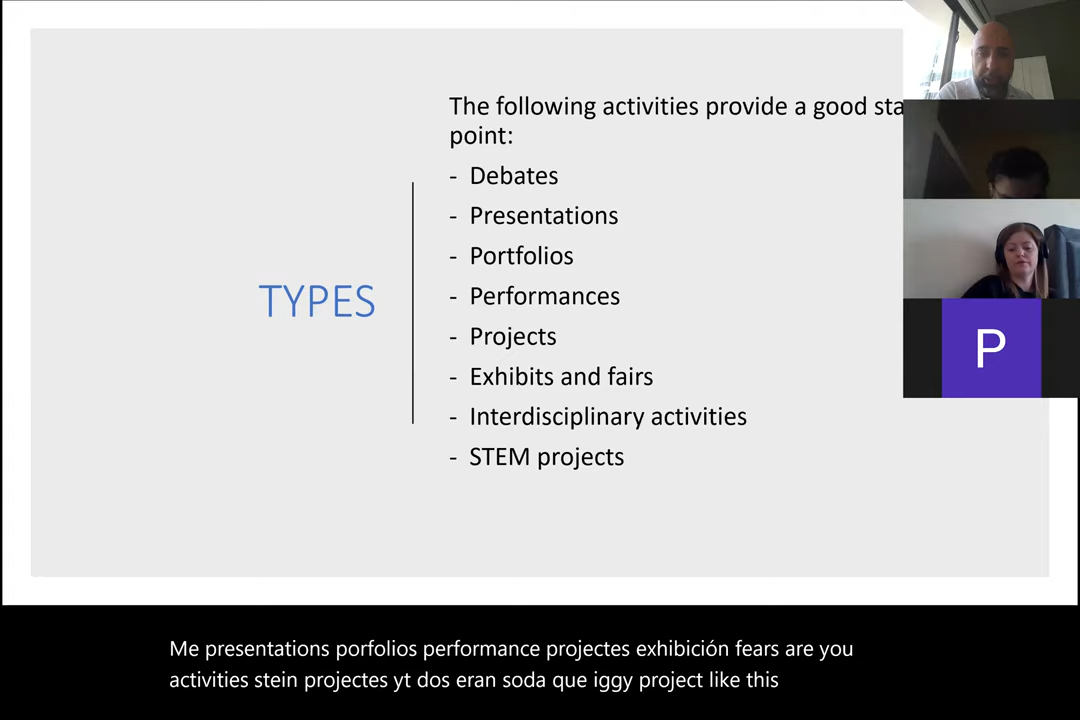 The following activities provide a good sta
point:
- Debates
- Presentations
- Portfolios
- Performances
- Projects
- Exhibits and fairs
- Interdisciplinary activities
- STEM projects
TYPES
P
Me presentations porfolios performance projectes exhibición fears are you
activities stein projectes yt dos eran soda que iggy project like this